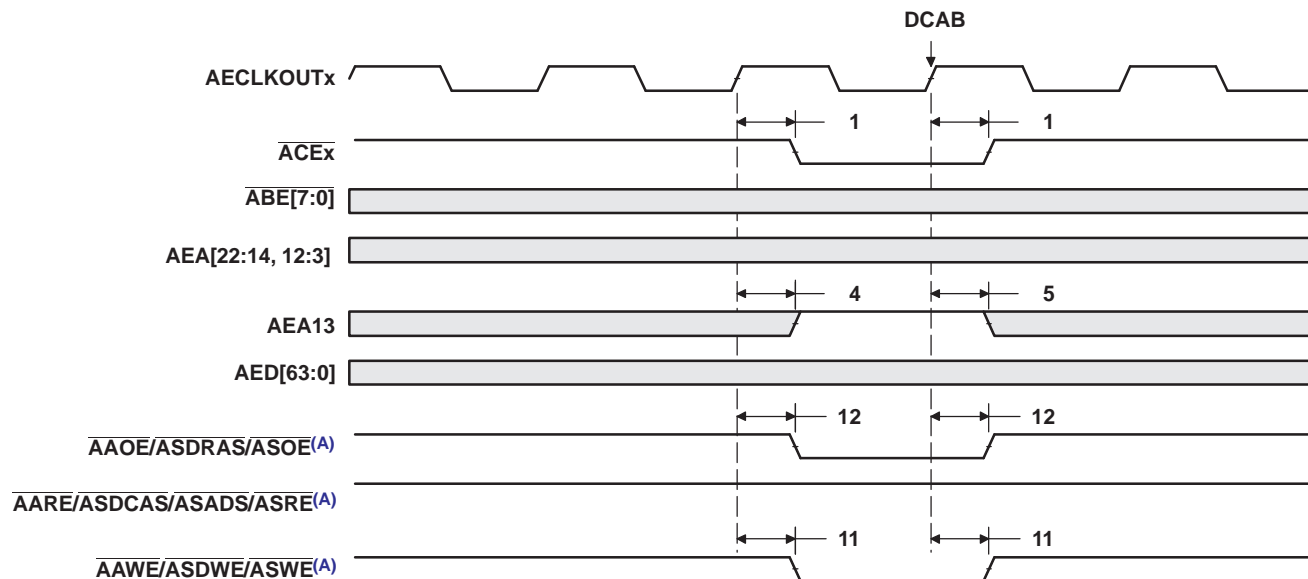 DCAB
AECLKOUTx
1 1
ACEx
ABE[7:0]
AEA[22:14, 12:3]
4 5
AEA13
AED[63:0]
12 12
AAOE/ASDRAS/ASOE(A)
AARE/ASDCAS/ASADS/ASRE(A)
11 11
AAWE/ASDWE/ASWE(A)